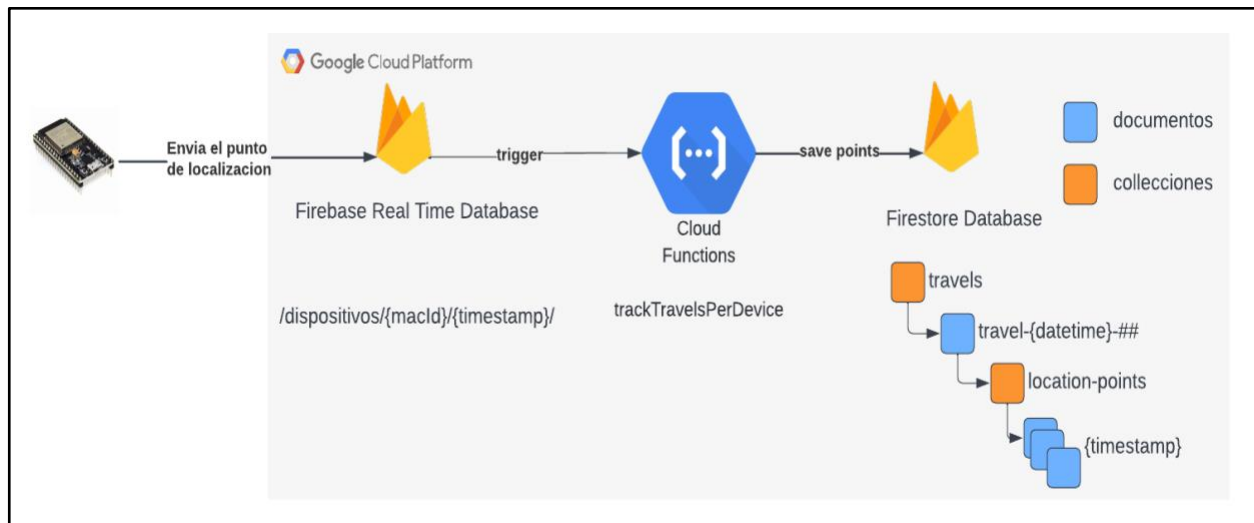 Google Cloud Platform
Envia el punto
de localizacion
trigger
save points
documentos
collecciones
Firebase Real Time Database
Cloud
Functions
Firestore Database
/dispositivos/{macId}/{timestamp}/
trackTravelsPerDevice
travels
travel-{datetime}-##
location-points
{timestamp}